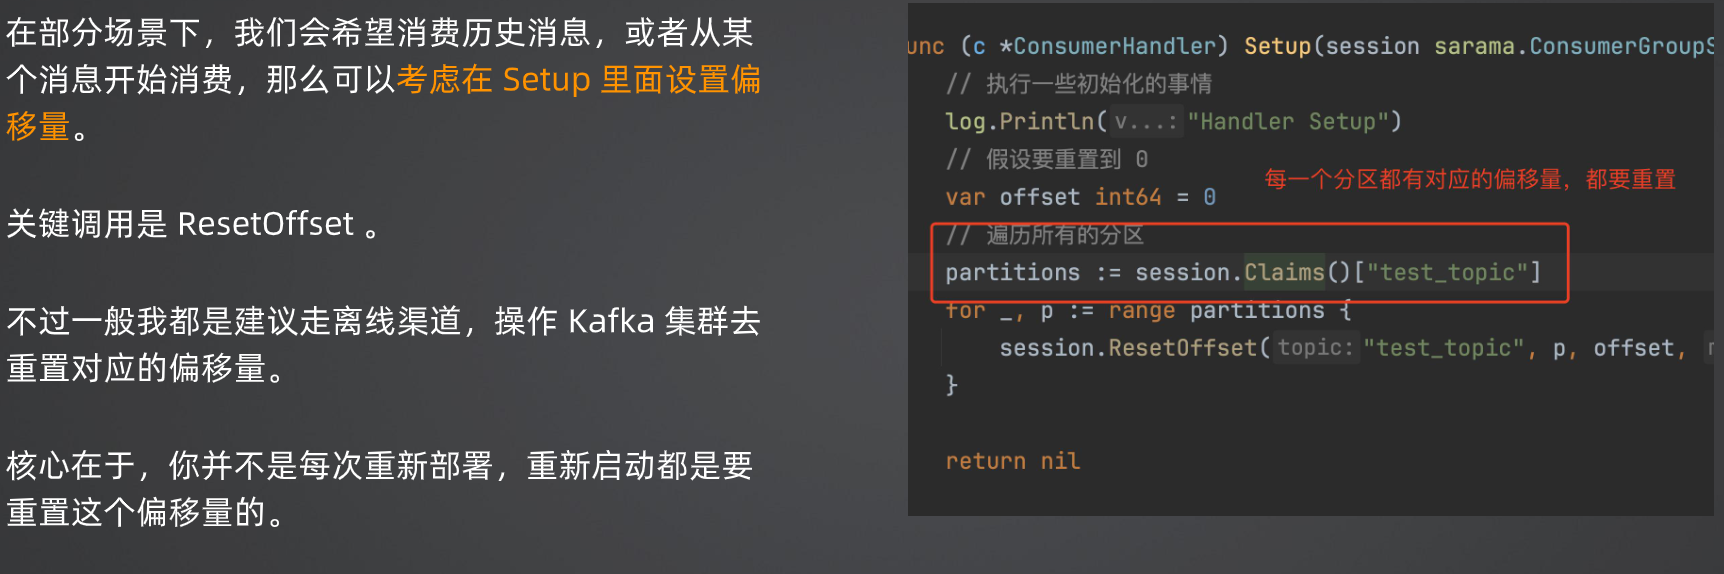 在部分场景下，我们会希望消费历史消息，或者从某
个消息开始消费，那么可以考虑在 Setup 里面设置偏
移量。
关键调用是 ResetOffset 。
不过一般我都是建议走离线渠道，操作 Kafka 集群去
重置对应的偏移量。
核心在于，你并不是每次重新部署，重新启动都是要
重置这个偏移量的。
unc (c *ConsumerHandler) Setup(session sarama.ConsumerGroupS
// 执行一些初始化的事情
log.Println( v...: "Handler Setup")
// 假设要重置到 0
每一个分区都有对应的偏移量，都要重置
var offset int64 = 0
// 遍历所有的分区
partitions := session.Claims()["test_topic"]
for _, p := range partitions {
session.ResetOffset( topic: "test_topic", p, offset,
}
return nil